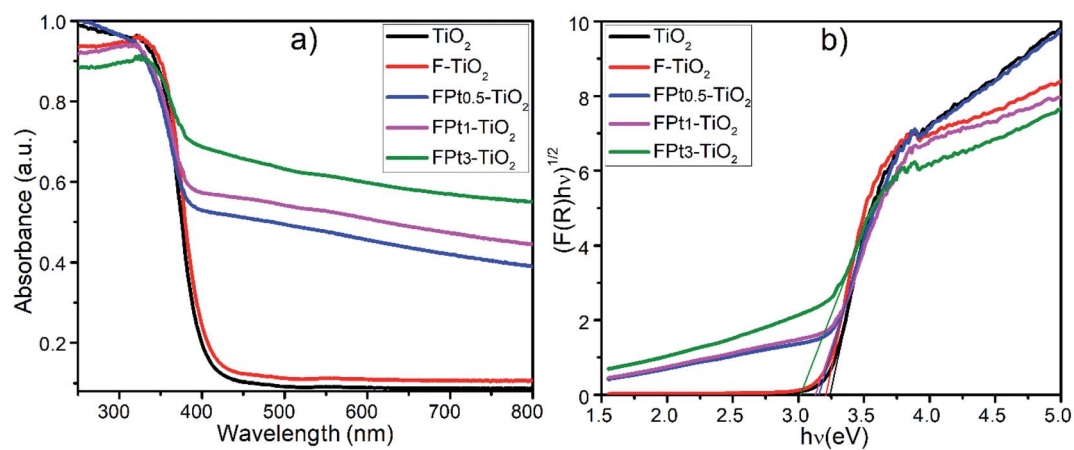 a)
TiO2
F-TiO2
FPt0.5-TiO2
FPt1-TiO2
FPt3-TiO2
Absorbance (a.u.)
1.0
0.8
0.6
0.4
0.2
300 400 500 600 700 800
Wavelength (nm)
b)
TiO2
F-TiO2
FPt0.5-TiO2
FPt1-TiO2
FPt3-TiO2
(F(R)hν)1/2
10
8
6
4
2
0
1.5 2.0 2.5 3.0 3.5 4.0 4.5 5.0
hν(eV)